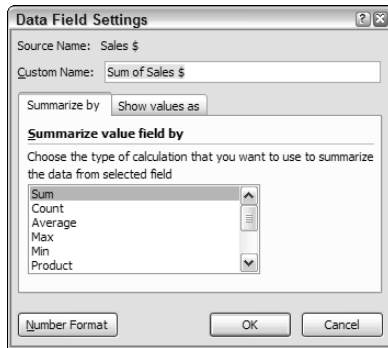 Data Field Settings
Source Name: Sales $
Custom Name: Sum of Sales $
Summarize by Show values as
Summarize value field by
Choose the type of calculation that you want to use to summarize
the data from selected field
Sum
Count
Average
Max
Min
Product
Number Format OK Cancel